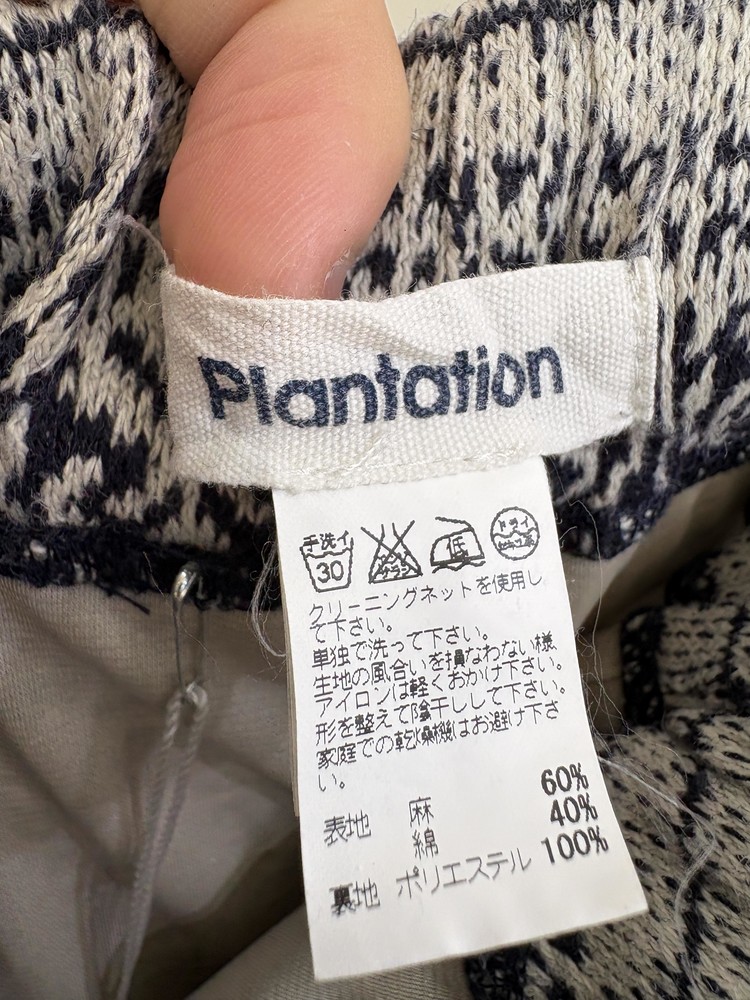 Plantation
手洗イ
30
低
ドライ
クリーニングネットを使用し
て下さい。
単独で洗って下さい。
生地の風合いを損なわない様
アイロンは軽くおかけ下さい。
形を整えて陰干しして下さい。
家庭での乾燥機はお避け下さ
い。
表地 麻 60%
綿 40%
裏地 ポリエステル 100%